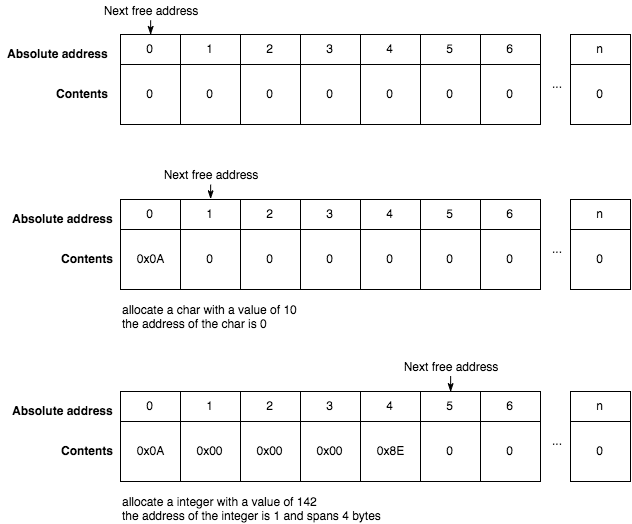 Next free address
Absolute address 0 1 2 3 4 5 6 n
Contents 0 0 0 0 0 0 0 ... 0
Next free address
Absolute address 0 1 2 3 4 5 6 n
Contents 0x0A 0 0 0 0 0 0 ... 0
allocate a char with a value of 10
the address of the char is 0
Next free address
Absolute address 0 1 2 3 4 5 6 n
Contents 0x0A 0x00 0x00 0x00 0x8E 0 0 ... 0
allocate a integer with a value of 142
the address of the integer is 1 and spans 4 bytes